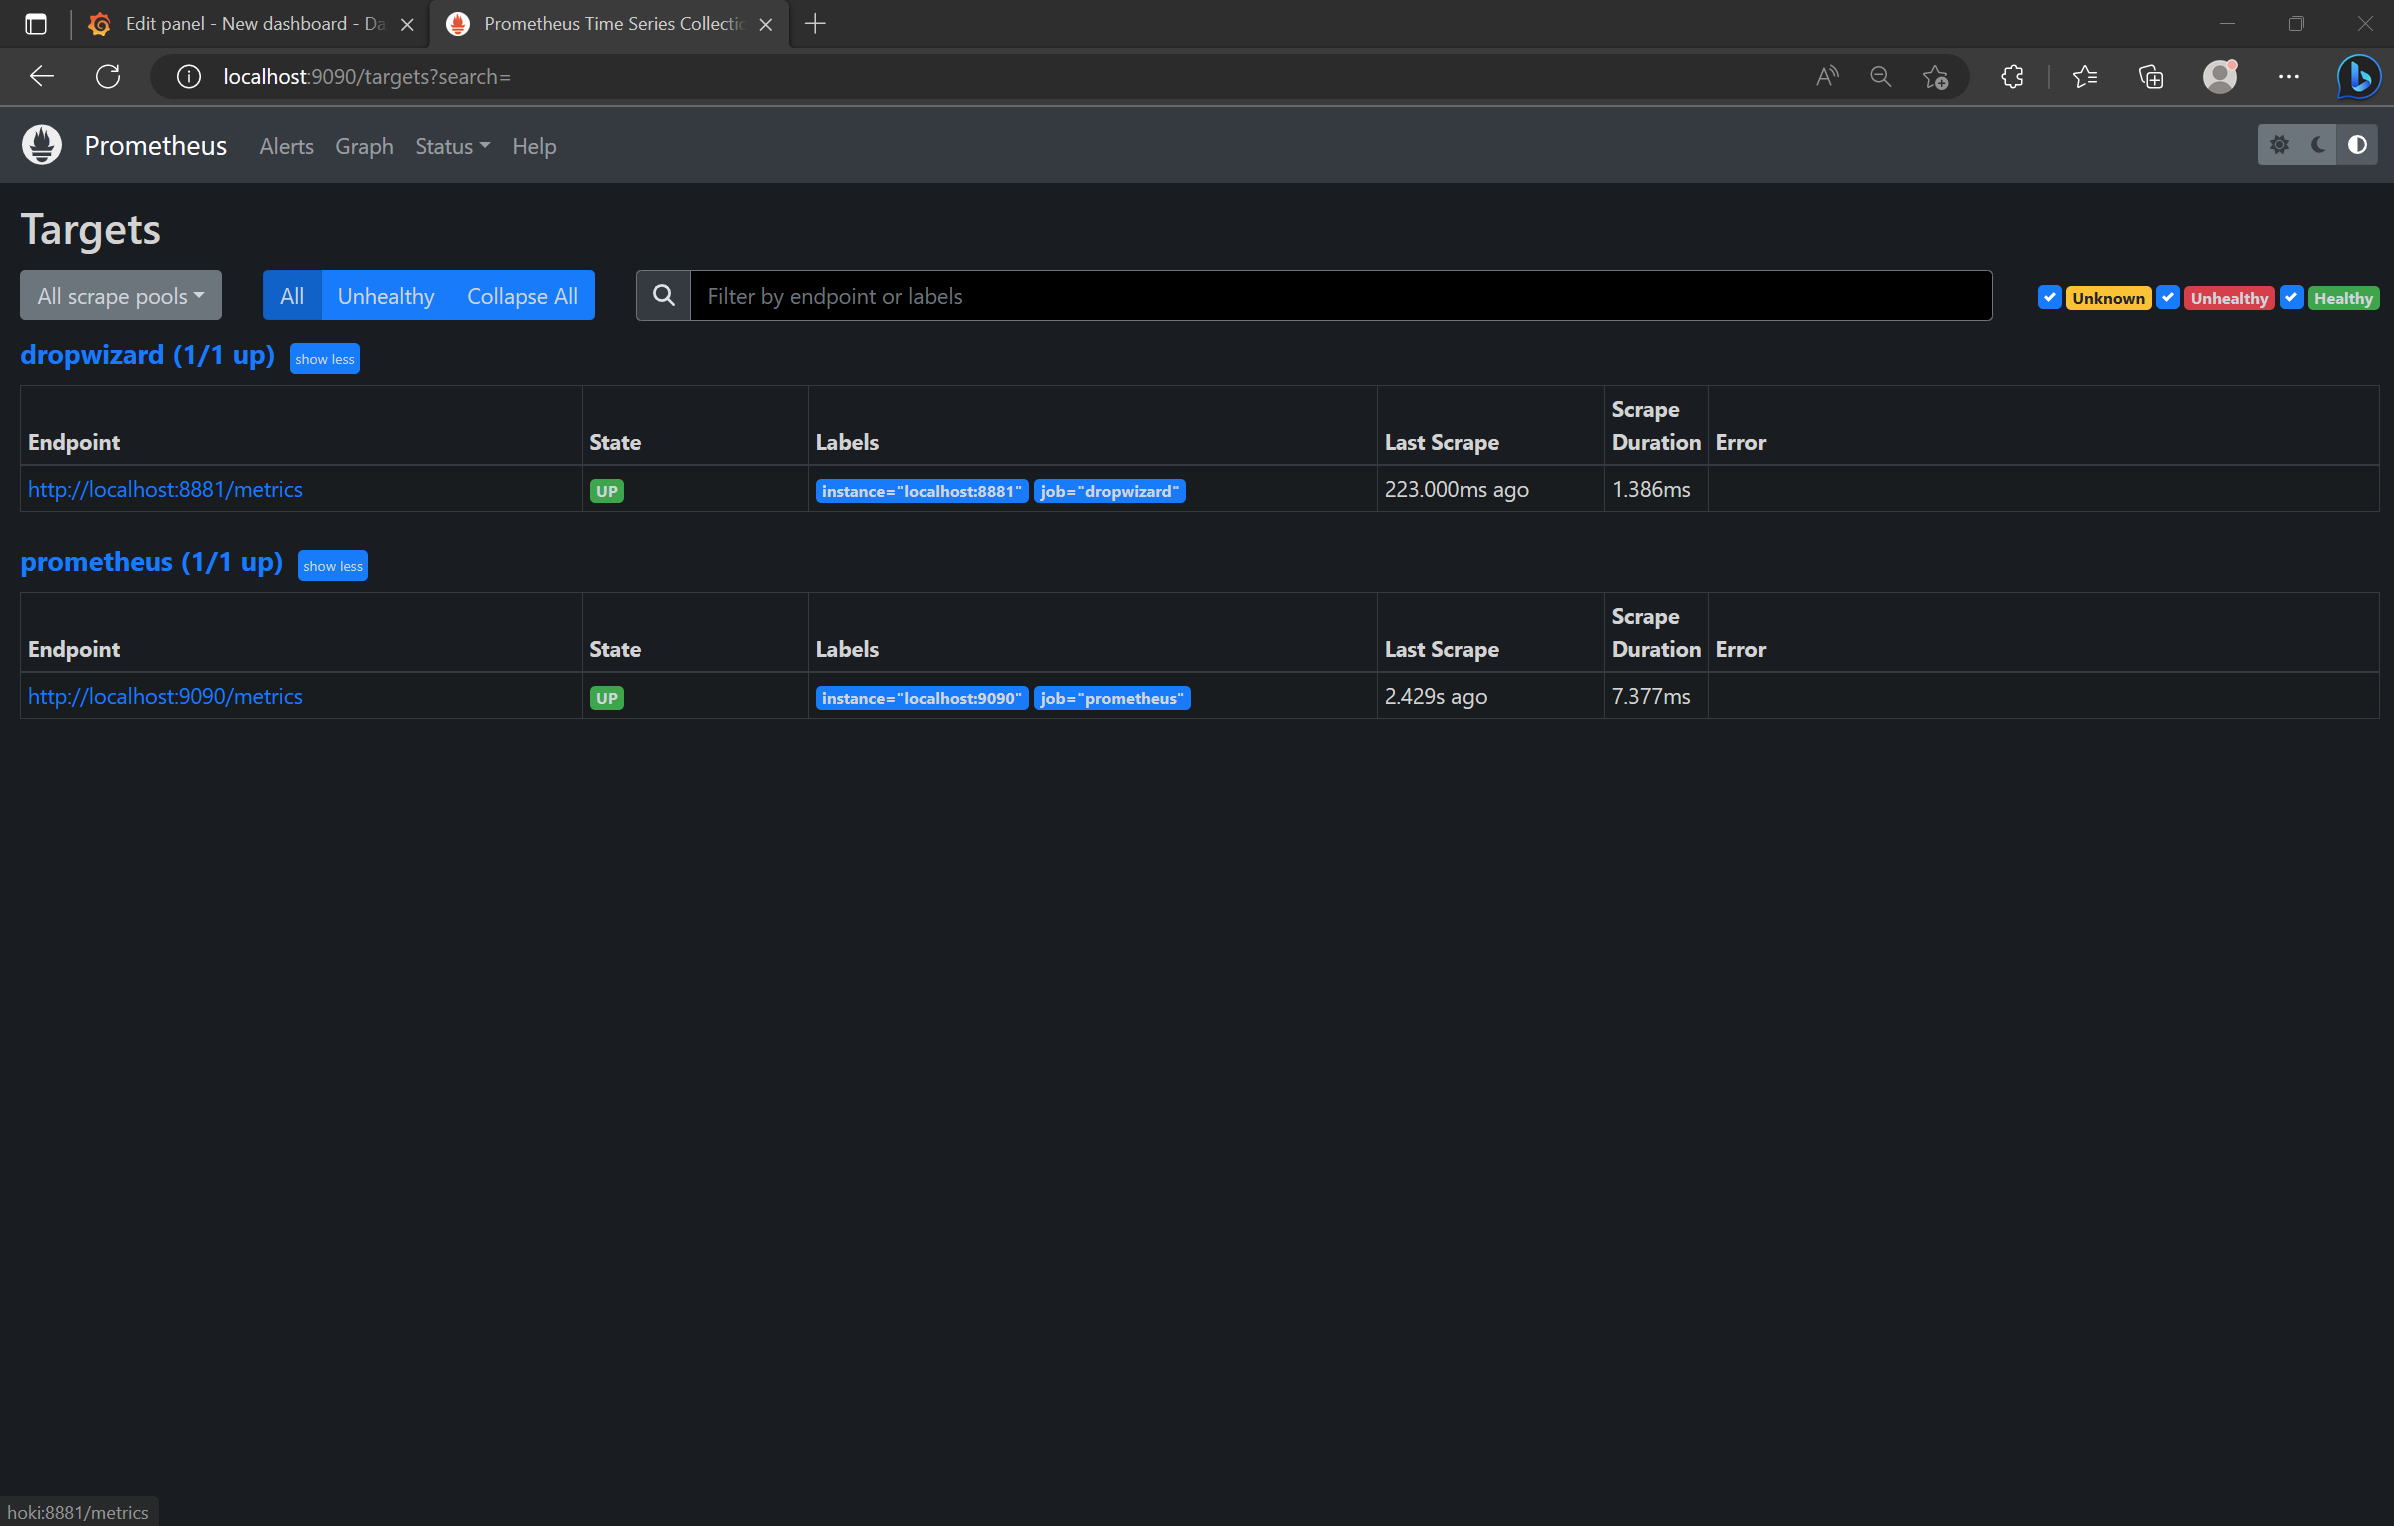 Edit panel - New dashboard - Da
Prometheus Time Series Collectio
localhost:9090/targets?search=
Prometheus Alerts Graph Status Help
Targets
All scrape pools All Unhealthy Collapse All Filter by endpoint or labels Unknown Unhealthy Healthy
dropwizard (1/1 up) show less
Endpoint State Labels Last Scrape Scrape Duration Error
http://localhost:8881/metrics UP instance="localhost:8881" job="dropwizard" 223.000ms ago 1.386ms
prometheus (1/1 up) show less
Endpoint State Labels Last Scrape Scrape Duration Error
http://localhost:9090/metrics UP instance="localhost:9090" job="prometheus" 2.429s ago 7.377ms
hoki:8881/metrics